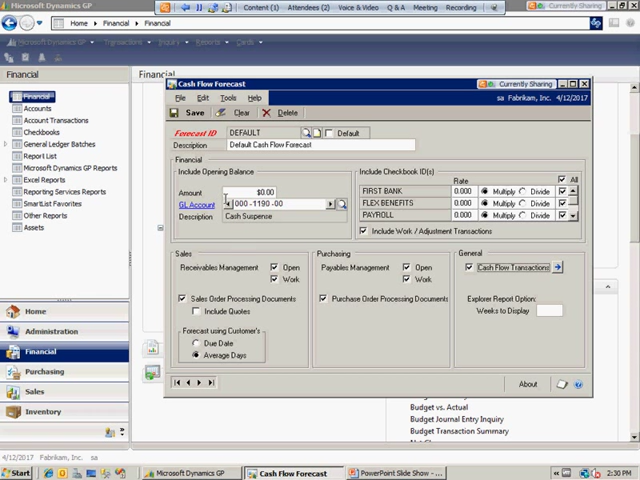 Microsoft Dynamics GP
Content (1) Attendees (2) Voice & Video Q & A Meeting Recording
Currently Sharing
Home Financial Financial
Microsoft Dynamics GP Transactions Inquiry Reports Cards
Financial
Financial
Financial
Accounts
Account Transactions
Checkbooks
General Ledger Batches
Report List
Microsoft Dynamics GP Reports
Excel Reports
Reporting Services Reports
SmartList Favorites
Other Reports
Assets
Home
Administration
Financial
Purchasing
Sales
Inventory
Cash Flow Forecast
Currently Sharing
File Edit Tools Help
sa Fabrikam, Inc. 4/12/2017
Save Clear Delete
Forecast ID DEFAULT Default
Description Default Cash Flow Forecast
Financial
Include Opening Balance
Amount $0.00
GL Account 000 -1190 -00
Description Cash Suspense
Include Checkbook ID(s)
Rate All
FIRST BANK 0.000 Multiply Divide
FLEX BENEFITS 0.000 Multiply Divide
PAYROLL 0.000 Multiply Divide
Include Work / Adjustment Transactions
Sales
Receivables Management Open
Work
Sales Order Processing Documents
Include Quotes
Forecast using Customer's
Due Date
Average Days
Purchasing
Payables Management Open
Work
Purchase Order Processing Documents
General
Cash Flow Transactions
Explorer Report Option:
Weeks to Display
About
Budget vs. Actual
Budget Journal Entry Inquiry
Budget Transaction Summary
4/12/2017 Fabrikam, Inc. sa
Start Microsoft Dynamics GP Cash Flow Forecast PowerPoint Slide Show - ... 2:30 PM